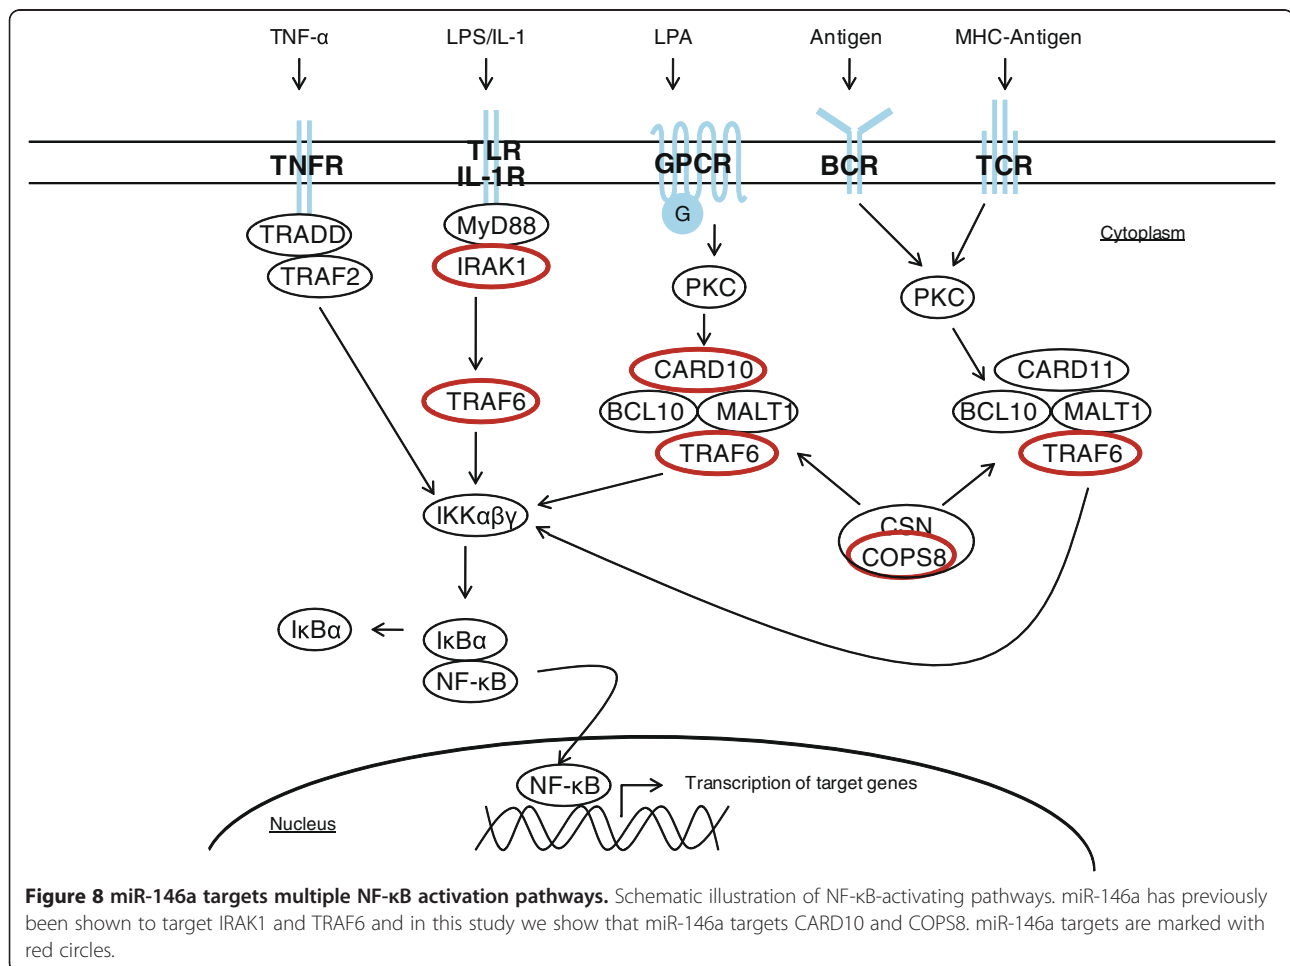 TNF-α LPS/IL-1 LPA Antigen MHC-Antigen
TNFR TLR IL-1R GPCR BCR TCR
G
TRADD MyD88
Cytoplasm
TRAF2 IRAK1
PKC PKC
CARD10 CARD11
TRAF6 BCL10 MALT1 BCL10 MALT1
TRAF6 TRAF6
IKKαβγ
CSN
COPS8
IκBα IκBα
NF-κB
NF-κB Transcription of target genes
Nucleus
Figure 8 miR-146a targets multiple NF-κB activation pathways. Schematic illustration of NF-κB-activating pathways. miR-146a has previously
been shown to target IRAK1 and TRAF6 and in this study we show that miR-146a targets CARD10 and COPS8. miR-146a targets are marked with
red circles.